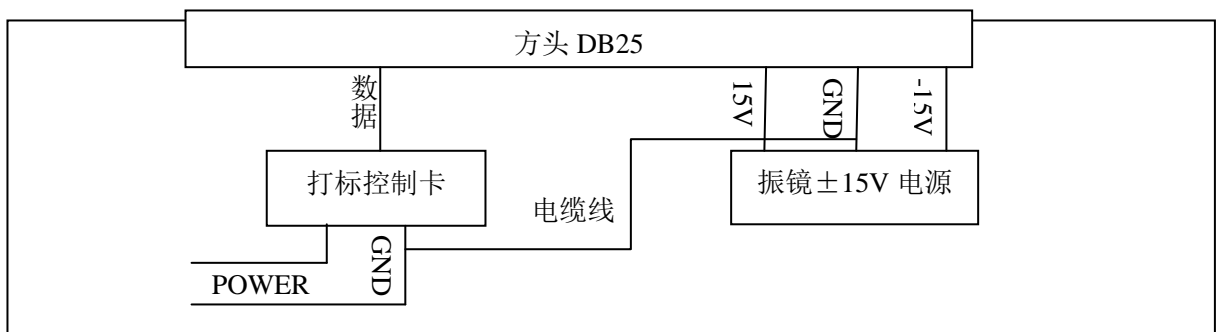 方头 DB25
数据
15V
GND
-15V
打标控制卡
振镜±15V 电源
电缆线
GND
POWER